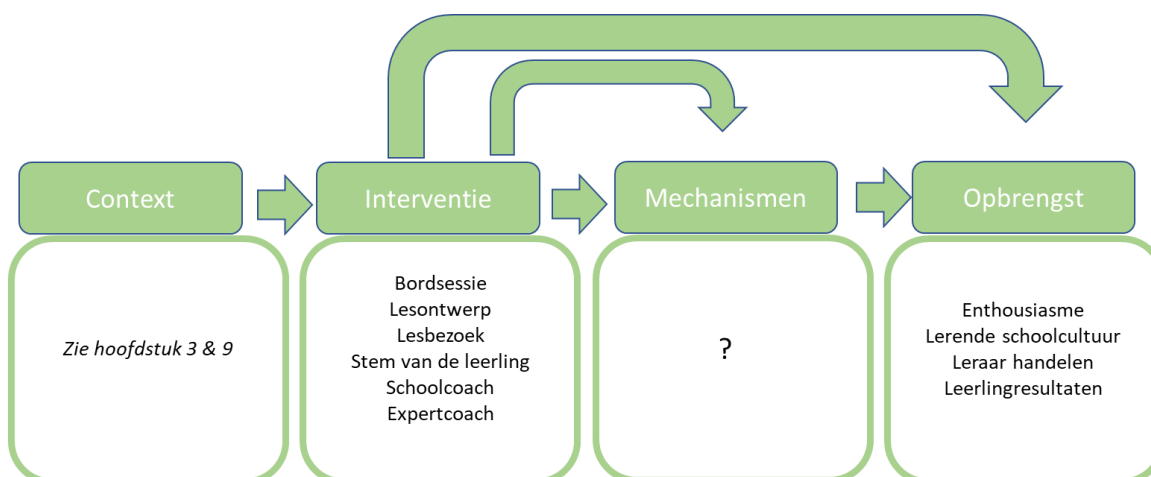 Context
Interventie
Mechanismen
Opbrengst
Zie hoofdstuk 3 & 9
Bordsessie
Lesontwerp
Lesbezoek
Stem van de leerling
Schoolcoach
Expertcoach
?
Enthousiasme
Lerende schoolcultuur
Leraar handelen
Leerlingresultaten